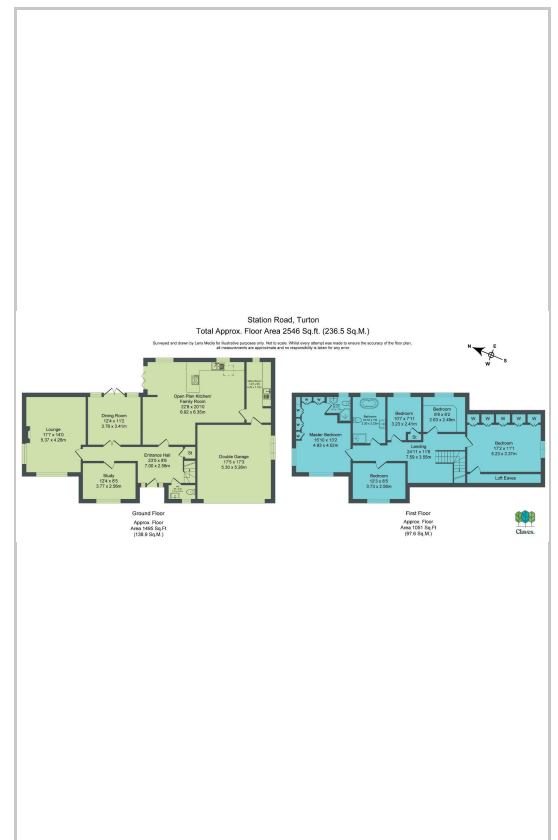 Station Road, Turton
Total Approx. Floor Area 2546 Sq.ft. (236.5 Sq.M.)
Surveyed and drawn by Lens Media for illustrative purposes only. Not to scale. Whilst every attempt was made to ensure the accuracy of the floor plan,
all measurements are approximate and no responsibility is taken for any error.
N
E
S
W
Open Plan Kitchen/
Family Room
22'8 x 20'10
6.92 x 6.35m
Dining Room
12'4 x 11'2
3.76 x 3.41m
Lounge
17'7 x 14'0
5.37 x 4.28m
Entrance Hall
23'0 x 8'5
7.00 x 2.56m
St
Double Garage
17'5 x 17'3
5.30 x 5.26m
Study
12'4 x 8'5
3.77 x 2.56m
Ground Floor
Approx. Floor
Area 1495 Sq.Ft
(138.9 Sq.M.)
W
W
Bathroom
Bedroom
10'7 x 7'11
3.23 x 2.41m
Bedroom
8'8 x 8'2
2.63 x 2.48m
W
W
W
W
W
Master Bedroom
16'2 x 13'2
4.93 x 4.02m
St
Landing
24'11 x 11'8
7.59 x 3.55m
Bedroom
17'2 x 11'1
5.23 x 3.37m
Bedroom
12'3 x 8'5
3.73 x 2.56m
Loft Eaves
First Floor
Approx. Floor
Area 1051 Sq.Ft
(97.6 Sq.M.)
Claves.